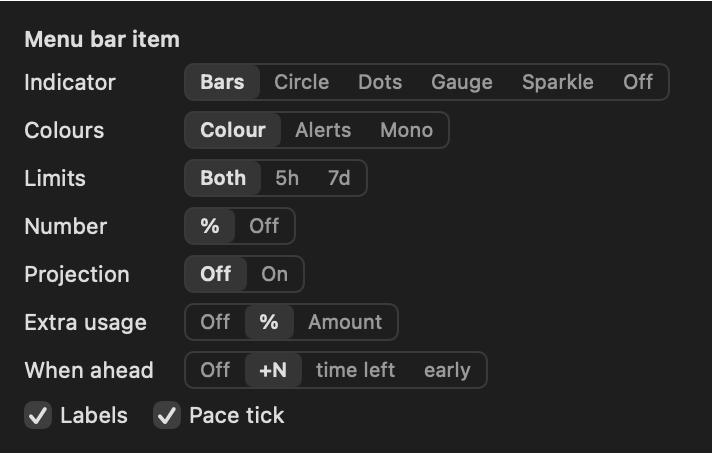 Menu bar item
Indicator Bars Circle Dots Gauge Sparkle Off
Colours Colour Alerts Mono
Limits Both 5h 7d
Number % Off
Projection Off On
Extra usage Off % Amount
When ahead Off +N time left early
Labels Pace tick